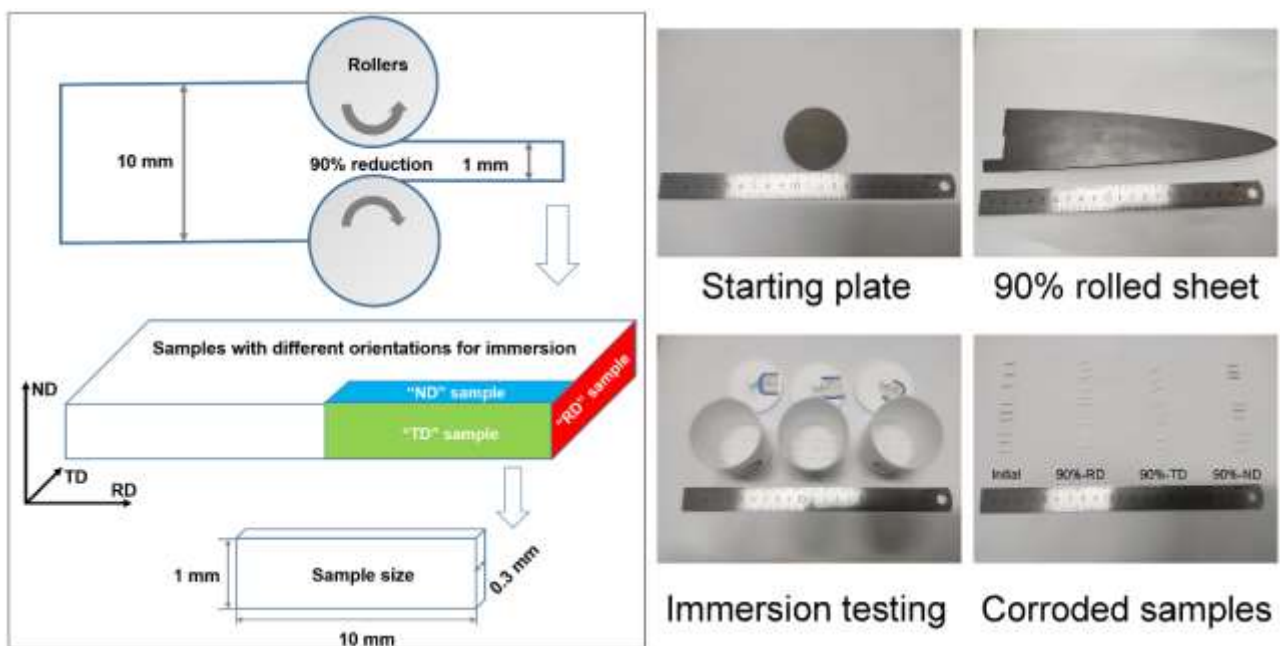 Rollers
10 mm
90% reduction
1 mm
Samples with different orientations for immersion
"ND" sample
"TD" sample
"RD" sample
ND
TD
RD
1 mm
Sample size
0.3 mm
10 mm
Starting plate
90% rolled sheet
Initial
90%-RD
90%-TD
90%-ND
Immersion testing
Corroded samples